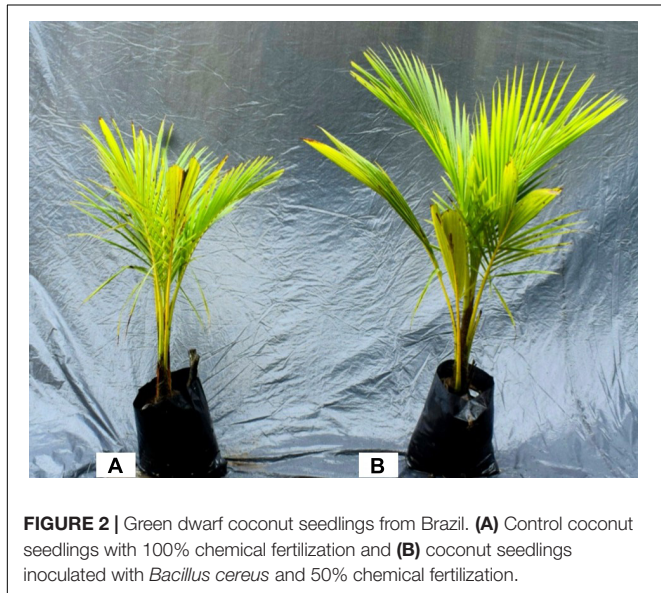 A
B
FIGURE 2 | Green dwarf coconut seedlings from Brazil. (A) Control coconut
seedlings with 100% chemical fertilization and (B) coconut seedlings
inoculated with Bacillus cereus and 50% chemical fertilization.